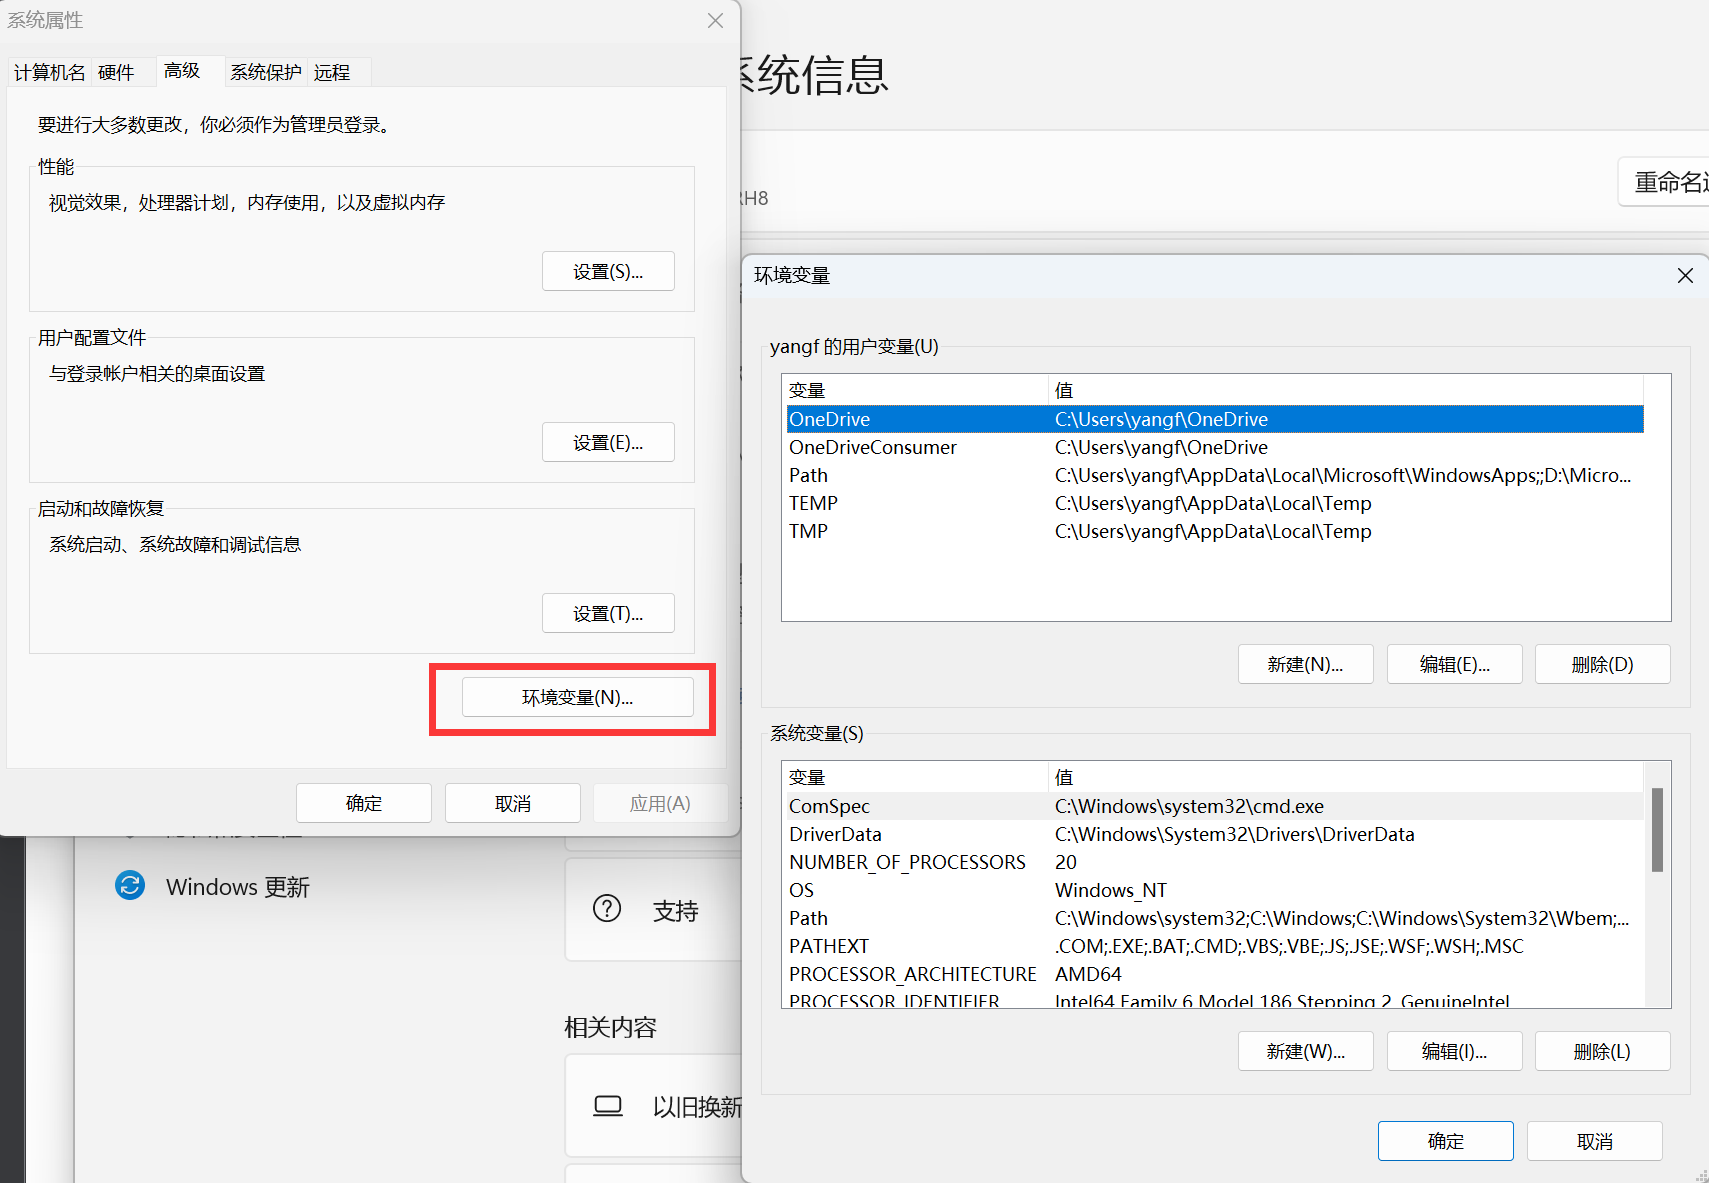 系统属性
计算机名 硬件 高级 系统保护 远程
要进行大多数更改，你必须作为管理员登录。
性能
视觉效果，处理器计划，内存使用，以及虚拟内存
设置(S)...
用户配置文件
与登录帐户相关的桌面设置
设置(E)...
启动和故障恢复
系统启动、系统故障和调试信息
设置(T)...
环境变量(N)...
确定 取消 应用(A)
Windows 更新
支持
相关内容
以旧换新
系统信息
RH8
重命名
环境变量
yangf 的用户变量(U)
变量 值
OneDrive C:\Users\yangf\OneDrive
OneDriveConsumer C:\Users\yangf\OneDrive
Path C:\Users\yangf\AppData\Local\Microsoft\WindowsApps;;D:\Micro...
TEMP C:\Users\yangf\AppData\Local\Temp
TMP C:\Users\yangf\AppData\Local\Temp
新建(N)... 编辑(E)... 删除(D)
系统变量(S)
变量 值
ComSpec C:\Windows\system32\cmd.exe
DriverData C:\Windows\System32\Drivers\DriverData
NUMBER_OF_PROCESSORS 20
OS Windows_NT
Path C:\Windows\system32;C:\Windows;C:\Windows\System32\Wbem;...
PATHEXT .COM;.EXE;.BAT;.CMD;.VBS;.VBE;.JS;.JSE;.WSF;.WSH;.MSC
PROCESSOR_ARCHITECTURE AMD64
PROCESSOR_IDENTIFIER Intel64 Family 6 Model 186 Stepping 2, GenuineIntel
新建(W)... 编辑(I)... 删除(L)
确定 取消